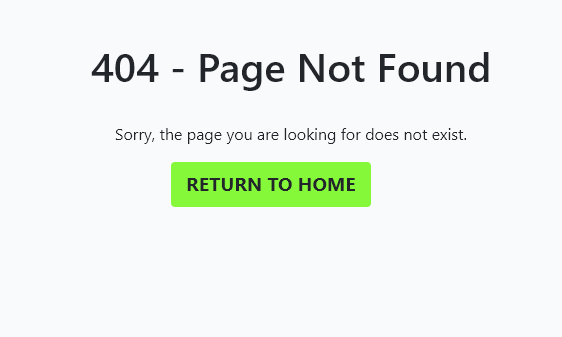 404 - Page Not Found
Sorry, the page you are looking for does not exist.
RETURN TO HOME